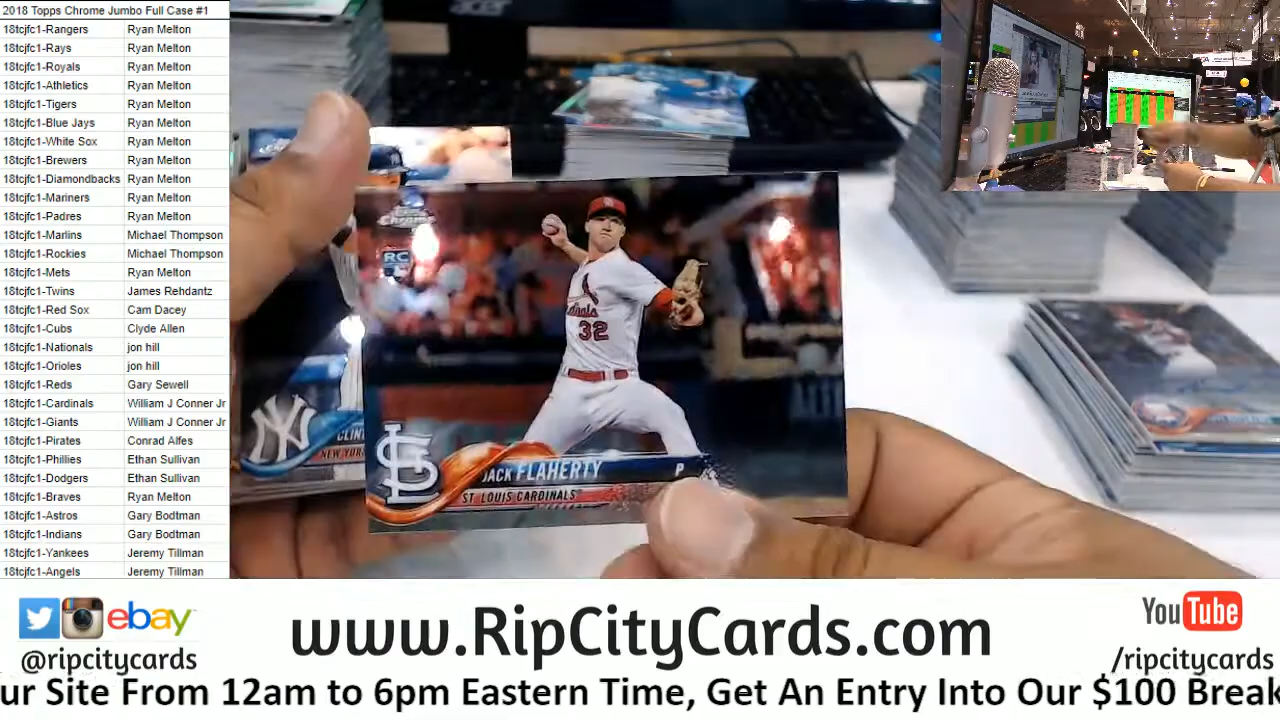 2018 Topps Chrome Jumbo Full Case #1
18tcjfc1-Rangers Ryan Melton
18tcjfc1-Rays Ryan Melton
18tcjfc1-Royals Ryan Melton
18tcjfc1-Athletics Ryan Melton
18tcjfc1-Tigers Ryan Melton
18tcjfc1-Blue Jays Ryan Melton
18tcjfc1-White Sox Ryan Melton
18tcjfc1-Brewers Ryan Melton
18tcjfc1-Diamondbacks Ryan Melton
18tcjfc1-Mariners Ryan Melton
18tcjfc1-Padres Ryan Melton
18tcjfc1-Marlins Michael Thompson
18tcjfc1-Rockies Michael Thompson
18tcjfc1-Mets Ryan Melton
18tcjfc1-Twins James Rehdantz
18tcjfc1-Red Sox Cam Dacey
18tcjfc1-Cubs Clyde Allen
18tcjfc1-Nationals jon hill
18tcjfc1-Orioles jon hill
18tcjfc1-Reds Gary Sewell
18tcjfc1-Cardinals William J Conner Jr
18tcjfc1-Giants William J Conner Jr
18tcjfc1-Pirates Conrad Alfes
18tcjfc1-Phillies Ethan Sullivan
18tcjfc1-Dodgers Ethan Sullivan
18tcjfc1-Braves Ryan Melton
18tcjfc1-Astros Gary Bodtman
18tcjfc1-Indians Gary Bodtman
18tcjfc1-Yankees Jeremy Tillman
18tcjfc1-Angels Jeremy Tillman
acer
RC
32
NY
CLIN
NEW YOR
STL
JACK FLAHERTY P
ST. LOUIS CARDINALS
ebay
@ripcitycards
www.RipCityCards.com
YouTube
/ripcitycards
ur Site From 12am to 6pm Eastern Time, Get An Entry Into Our $100 Break